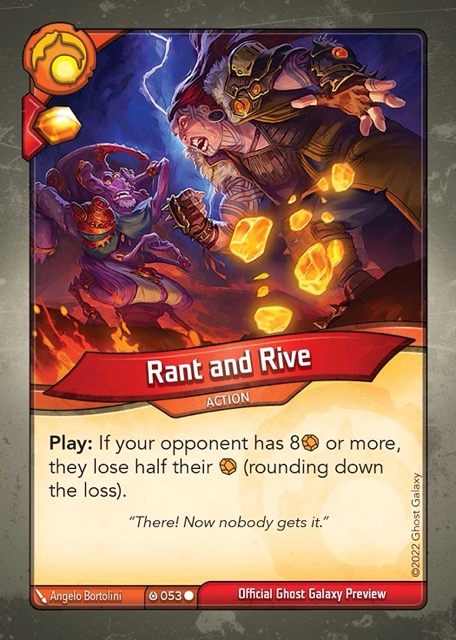 Rant and Rive
ACTION
Play: If your opponent has 8 or more,
they lose half their (rounding down
the loss).
“There! Now nobody gets it.”
©2022 Ghost Galaxy
Angelo Bortolini
053
Official Ghost Galaxy Preview